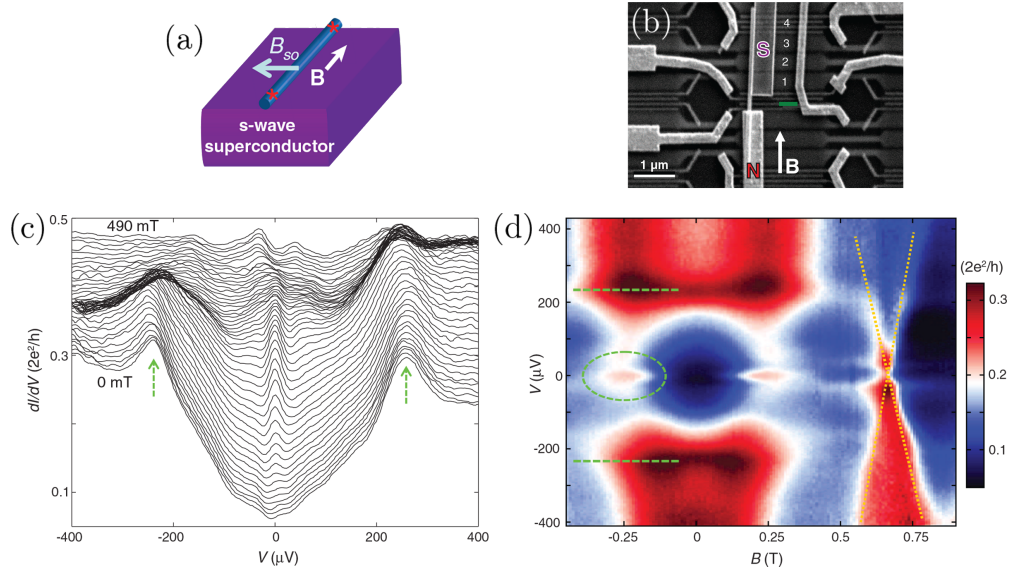 (a)
B_so
B
s-wave
superconductor
(b)
S
4
3
2
1
B
N
1 µm
(c)
0.5
490 mT
dI/dV (2e²/h)
0.3
0 mT
0.1
-400
-200
0
200
400
V (µV)
(d)
400
200
V (µV)
0
-200
-400
-0.25
0
0.25
0.75
B (T)
(2e²/h)
0.3
0.2
0.1